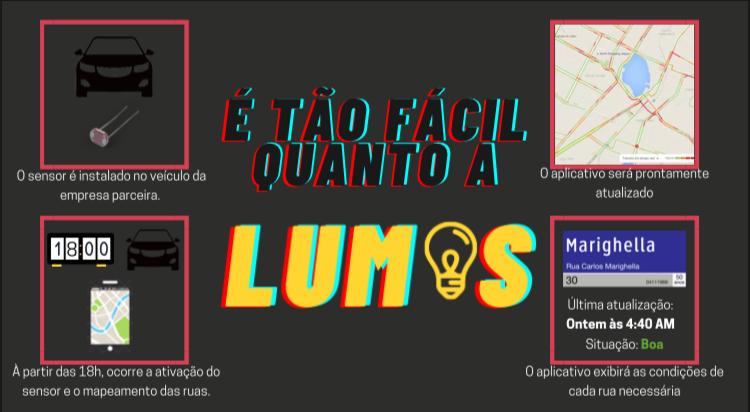 É TÃO FÁCIL
QUANTO A
LUMOS
O sensor é instalado no veículo da
empresa parceira.
18:00
À partir das 18h, ocorre a ativação do
sensor e o mapeamento das ruas.
O aplicativo será prontamente
atualizado
Marighella
Rua Carlos Marighella
30
50
Última atualização:
Ontem às 4:40 AM
Situação: Boa
O aplicativo exibirá as condições de
cada rua necessária